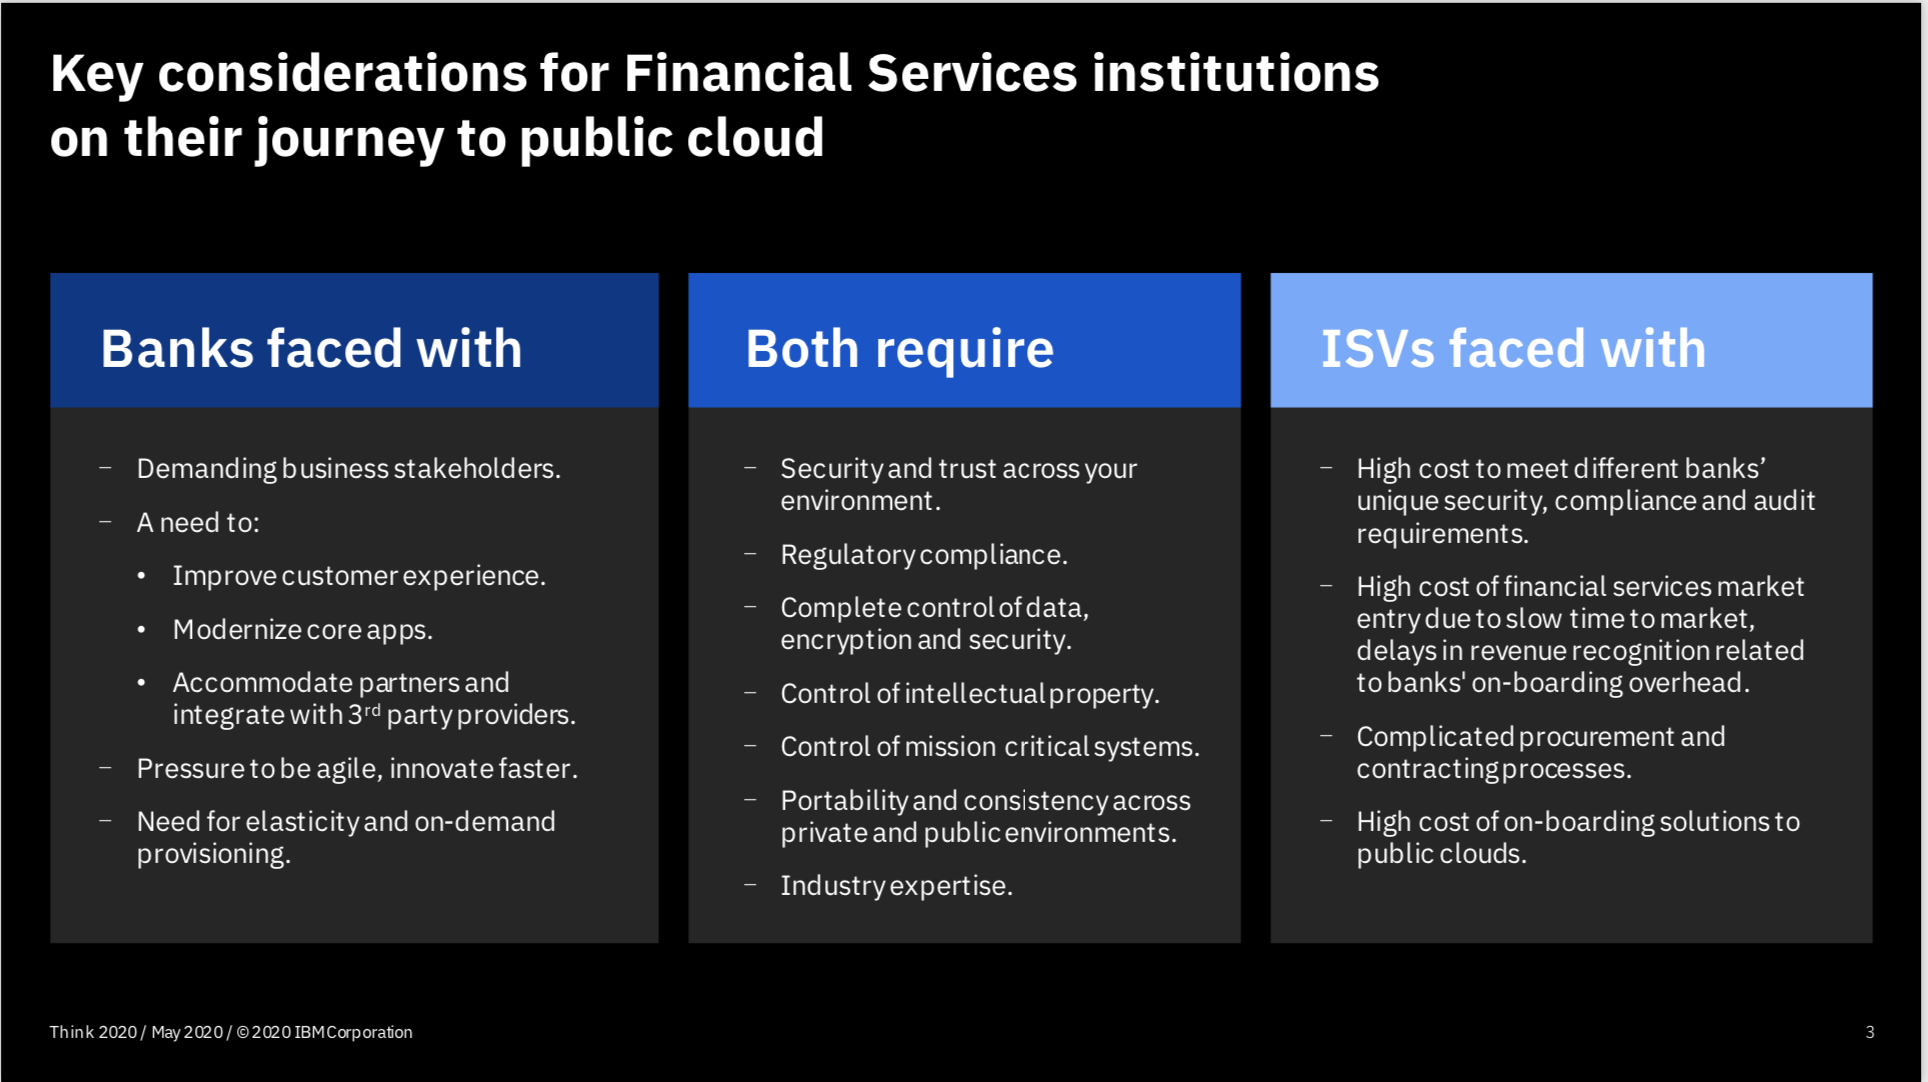 Key considerations for Financial Services institutions
on their journey to public cloud
Banks faced with
– Demanding business stakeholders.
– A need to:
• Improve customer experience.
• Modernize core apps.
• Accommodate partners and
integrate with 3rd party providers.
– Pressure to be agile, innovate faster.
– Need for elasticity and on-demand
provisioning.
Both require
– Security and trust across your
environment.
– Regulatory compliance.
– Complete control of data,
encryption and security.
– Control of intellectual property.
– Control of mission critical systems.
– Portability and consistency across
private and public environments.
– Industry expertise.
ISVs faced with
– High cost to meet different banks’
unique security, compliance and audit
requirements.
– High cost of financial services market
entry due to slow time to market,
delays in revenue recognition related
to banks' on-boarding overhead.
– Complicated procurement and
contracting processes.
– High cost of on-boarding solutions to
public clouds.
Think 2020 / May 2020 / © 2020 IBM Corporation
3